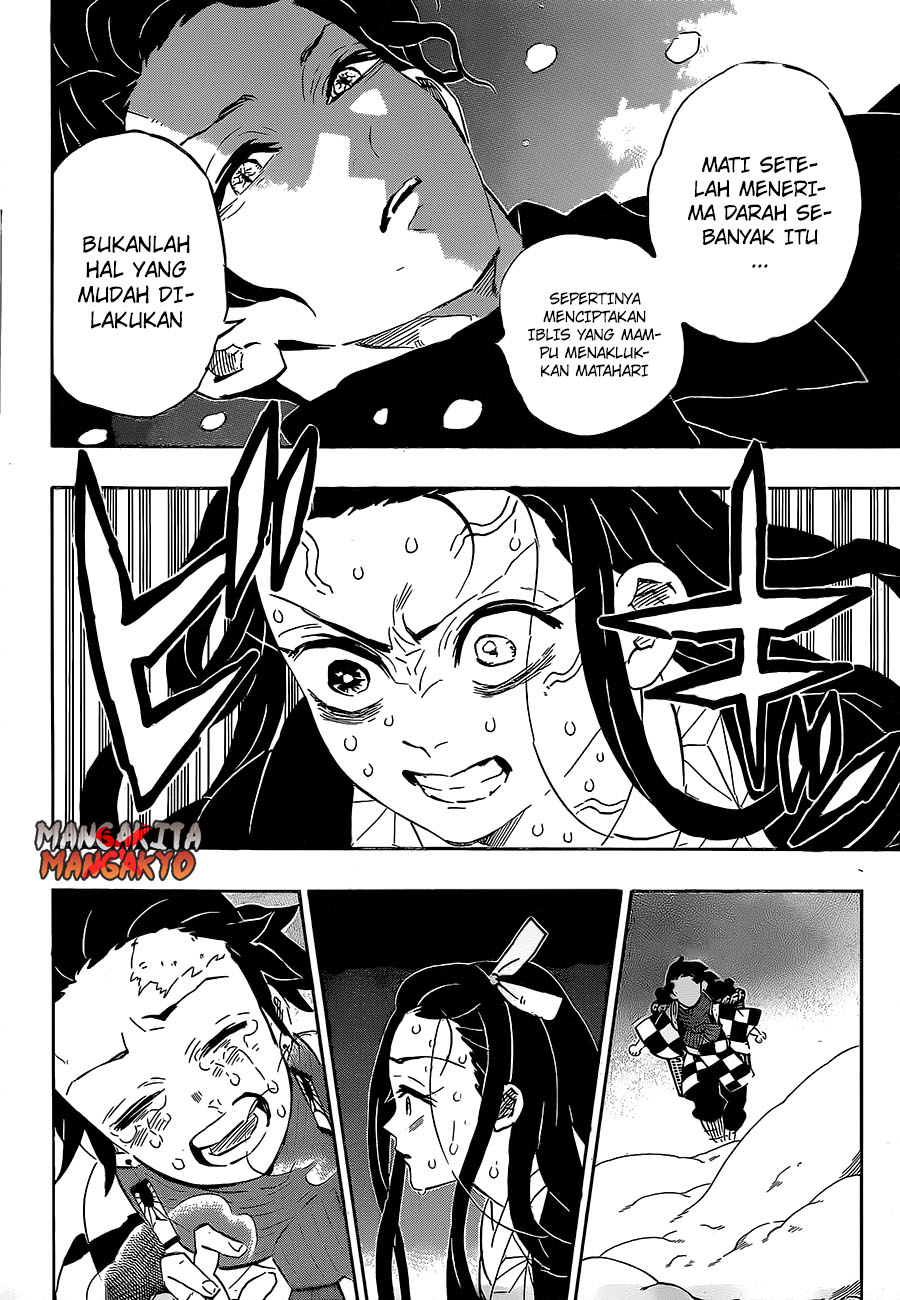 MATI SETE-
LAH MENERI-
MA DARAH SE-
BANYAK ITU
...
SEPERTINYA
MENCIPTAKAN
IBLIS YANG MAM-
PU MENAKLUK-
KAN MATAHARI
BUKANLAH
HAL YANG
MUDAH DI-
LAKUKAN
MANGAKITA
MANGAKYO